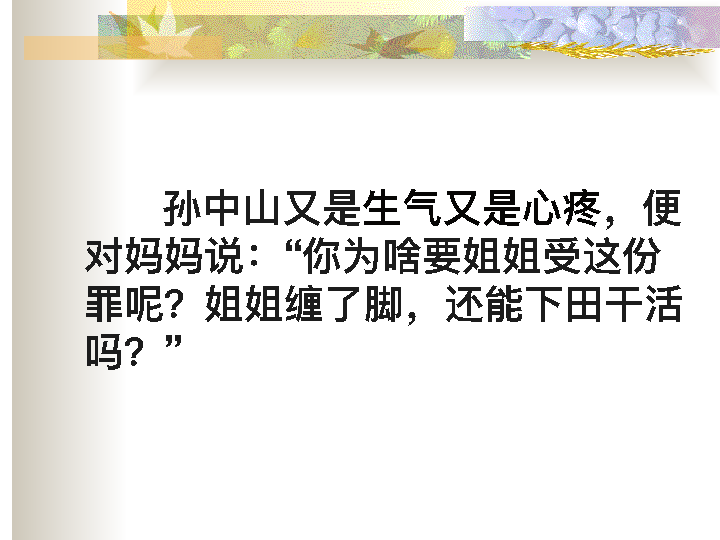 孙中山又是生气又是心疼，便
对妈妈说：“你为啥要姐姐受这份
罪呢？姐姐缠了脚，还能下田干活
吗？”